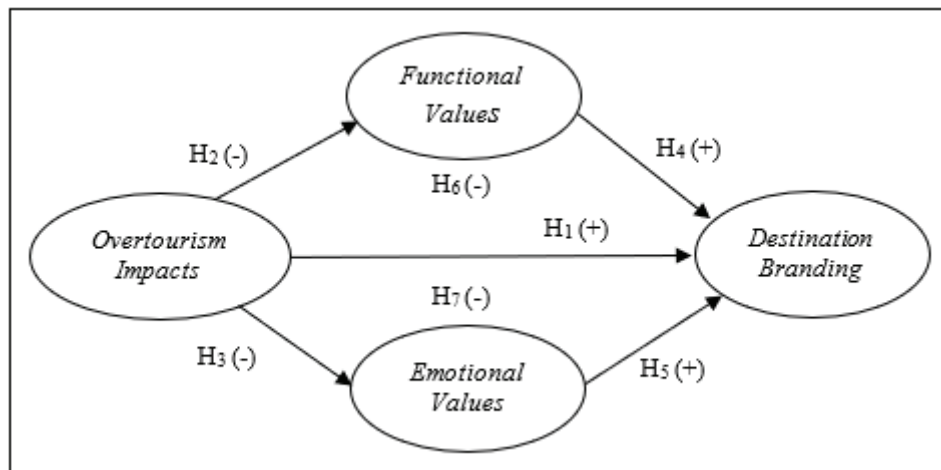 Functional
Values
H2 (-)
H4 (+)
H6 (-)
Overtourism
Impacts
H1 (+)
Destination
Branding
H7 (-)
H3 (-)
Emotional
Values
H5 (+)